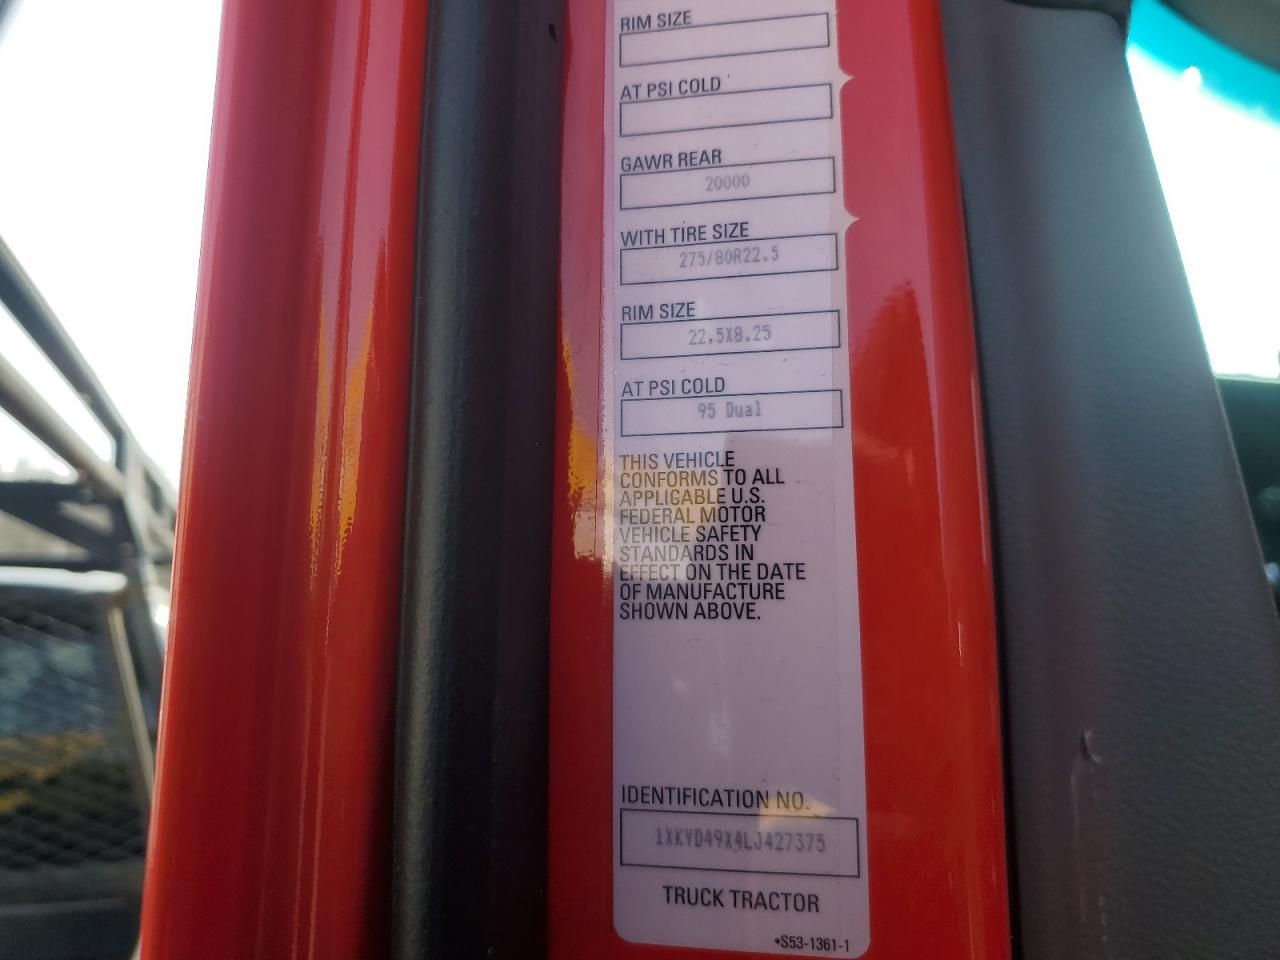 RIM SIZE
AT PSI COLD
GAWR REAR
20000
WITH TIRE SIZE
275/80R22.5
RIM SIZE
22.5X8.25
AT PSI COLD
95 Dual
THIS VEHICLE
CONFORMS TO ALL
APPLICABLE U.S.
FEDERAL MOTOR
VEHICLE SAFETY
STANDARDS IN
EFFECT ON THE DATE
OF MANUFACTURE
SHOWN ABOVE.
IDENTIFICATION NO.
1XKYD49X4LJ427375
TRUCK TRACTOR
•S53-1361-1